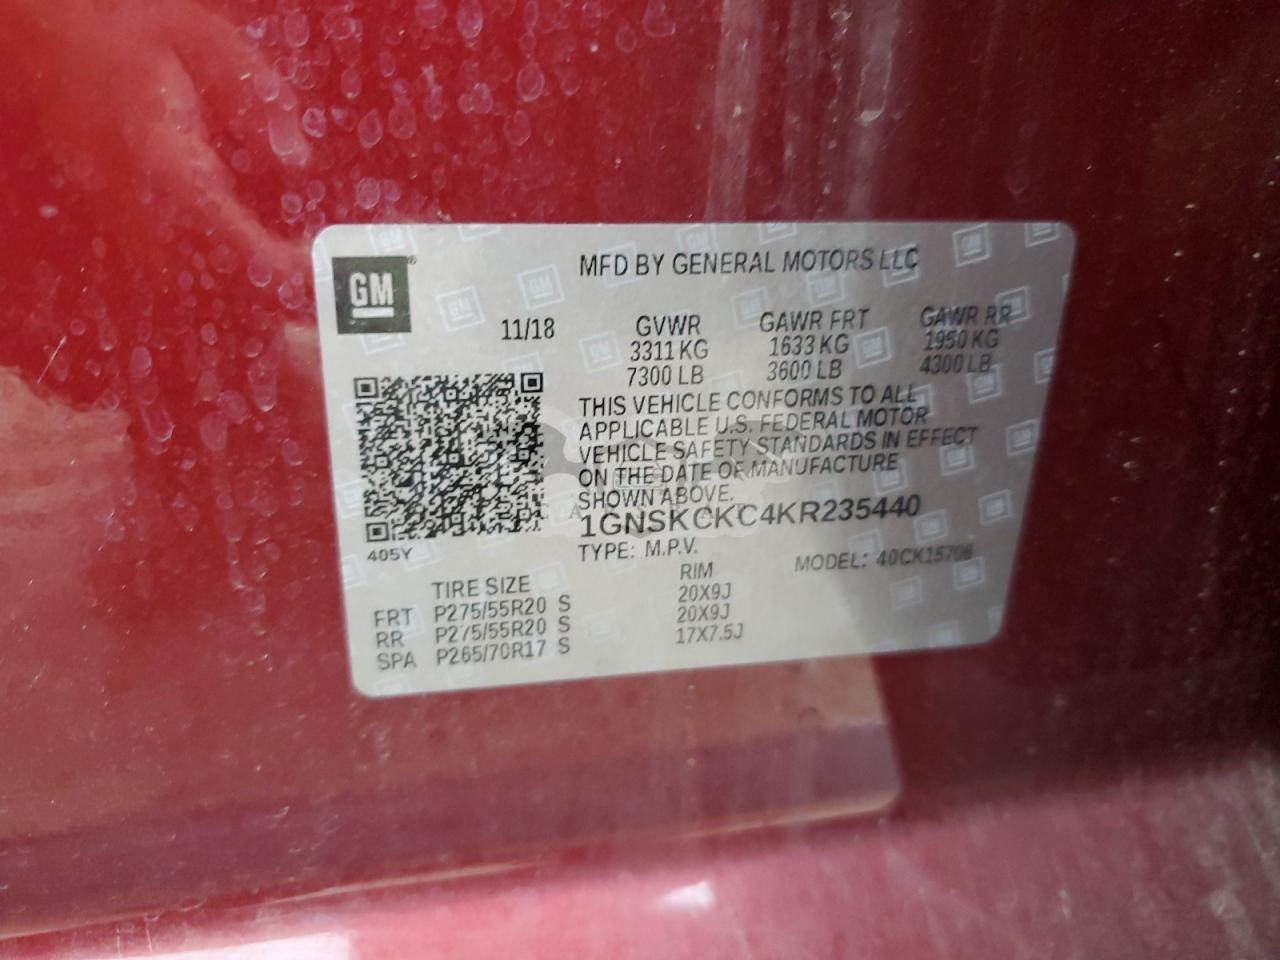 GM
MFD BY GENERAL MOTORS LLC
11/18
GVWR GAWR FRT GAWR RR
3311 KG 1633 KG 1950 KG
7300 LB 3600 LB 4300 LB
THIS VEHICLE CONFORMS TO ALL
APPLICABLE U.S. FEDERAL MOTOR
VEHICLE SAFETY STANDARDS IN EFFECT
ON THE DATE OF MANUFACTURE
SHOWN ABOVE.
1GNSKCKC4KR235440
405Y
TYPE: M.P.V. MODEL: 40CK15706
TIRE SIZE RIM
FRT P275/55R20 S 20X9J
RR P275/55R20 S 20X9J
SPA P265/70R17 S 17X7.5J